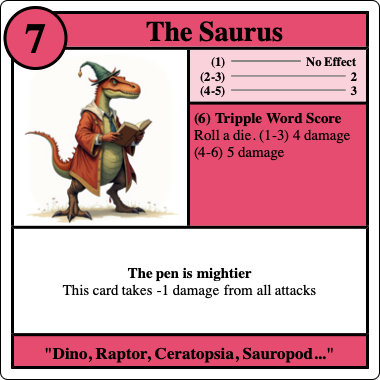 7
The Saurus
(1) No Effect
(2-3) 2
(4-5) 3
(6) Tripple Word Score
Roll a die. (1-3) 4 damage
(4-6) 5 damage
The pen is mightier
This card takes -1 damage from all attacks
"Dino, Raptor, Ceratopsia, Sauropod..."